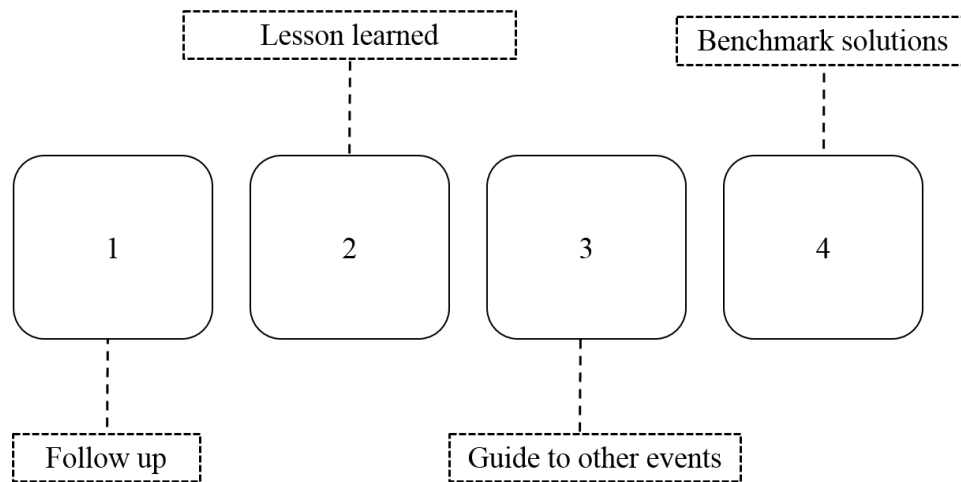 Lesson learned
Benchmark solutions
1
2
3
4
Follow up
Guide to other events